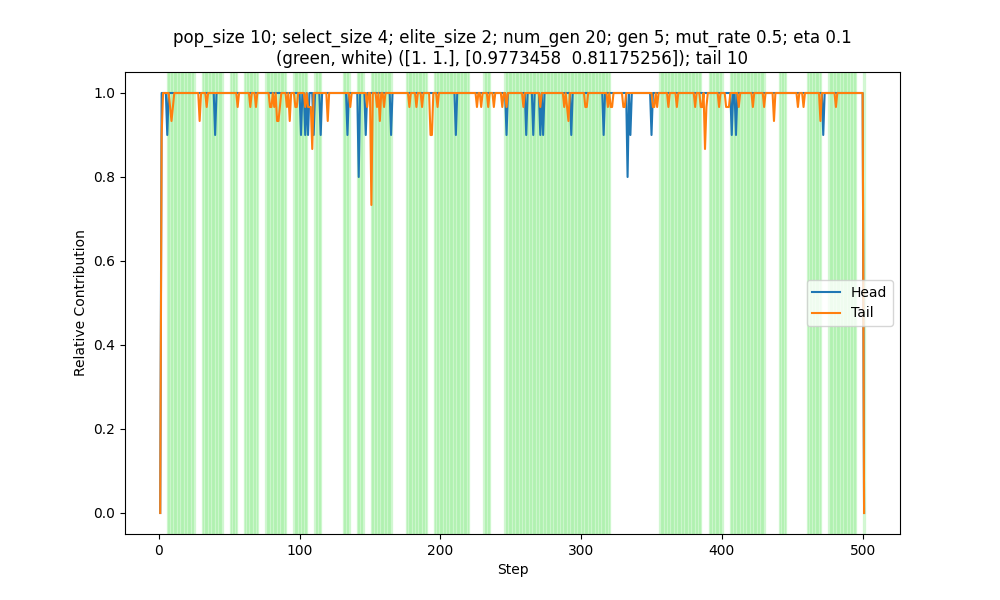 pop_size 10; select_size 4; elite_size 2; num_gen 20; gen 5; mut_rate 0.5; eta 0.1
(green, white) ([1. 1.], [0.9773458  0.81175256]); tail 10
1.0
0.8
0.6
0.4
0.2
0.0
Relative Contribution
Head
Tail
0
100
200
300
400
500
Step